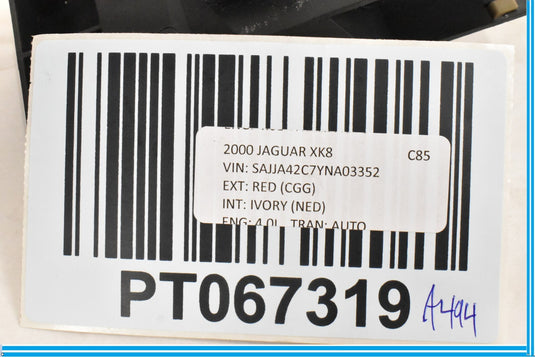 2000 JAGUAR XK8 C85
VIN: SAJJA42C7YNA03352
EXT: RED (CGG)
INT: IVORY (NED)
ENG: 4.0L TRAN: AUTO
PT067319 A494